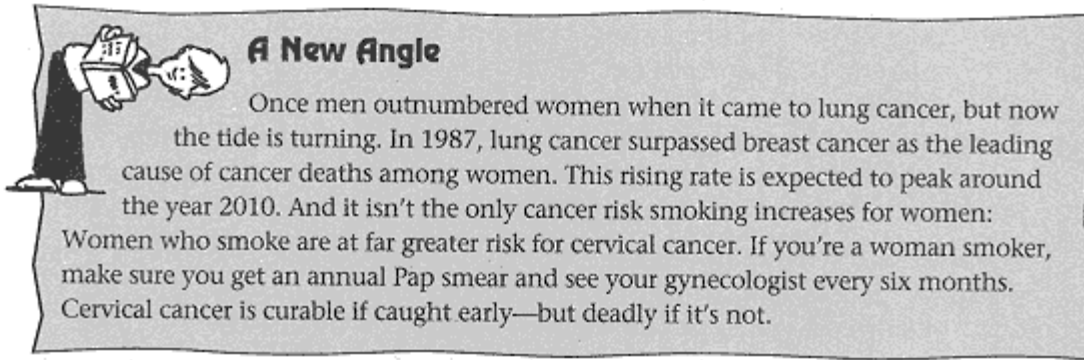 A New Angle
Once men outnumbered women when it came to lung cancer, but now
the tide is turning. In 1987, lung cancer surpassed breast cancer as the leading
cause of cancer deaths among women. This rising rate is expected to peak around
the year 2010. And it isn't the only cancer risk smoking increases for women:
Women who smoke are at far greater risk for cervical cancer. If you're a woman smoker,
make sure you get an annual Pap smear and see your gynecologist every six months.
Cervical cancer is curable if caught early—but deadly if it's not.